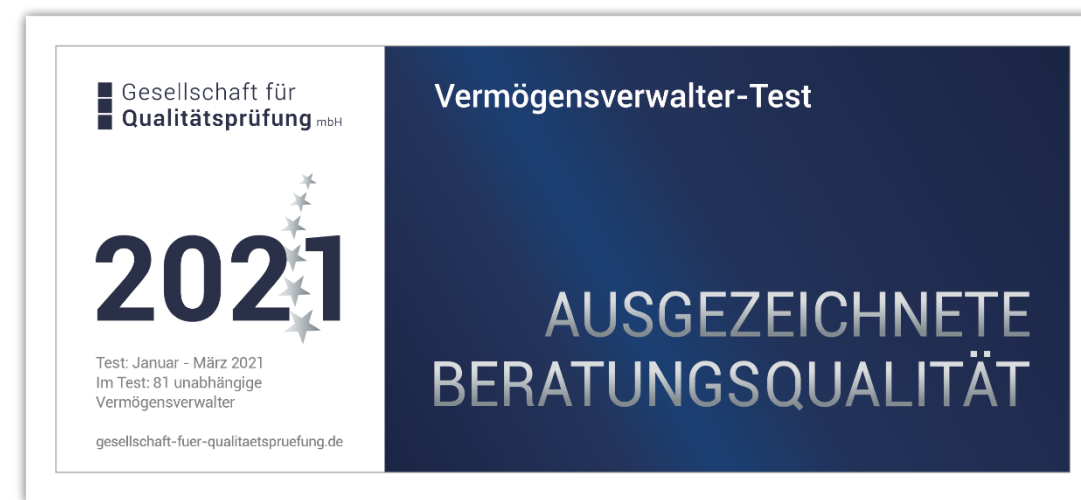 Gesellschaft für
Qualitätsprüfung mbH
2021
Test: Januar - März 2021
Im Test: 81 unabhängige
Vermögensverwalter
gesellschaft-fuer-qualitaetspruefung.de
Vermögensverwalter-Test
AUSGEZEICHNETE
BERATUNGSQUALITÄT